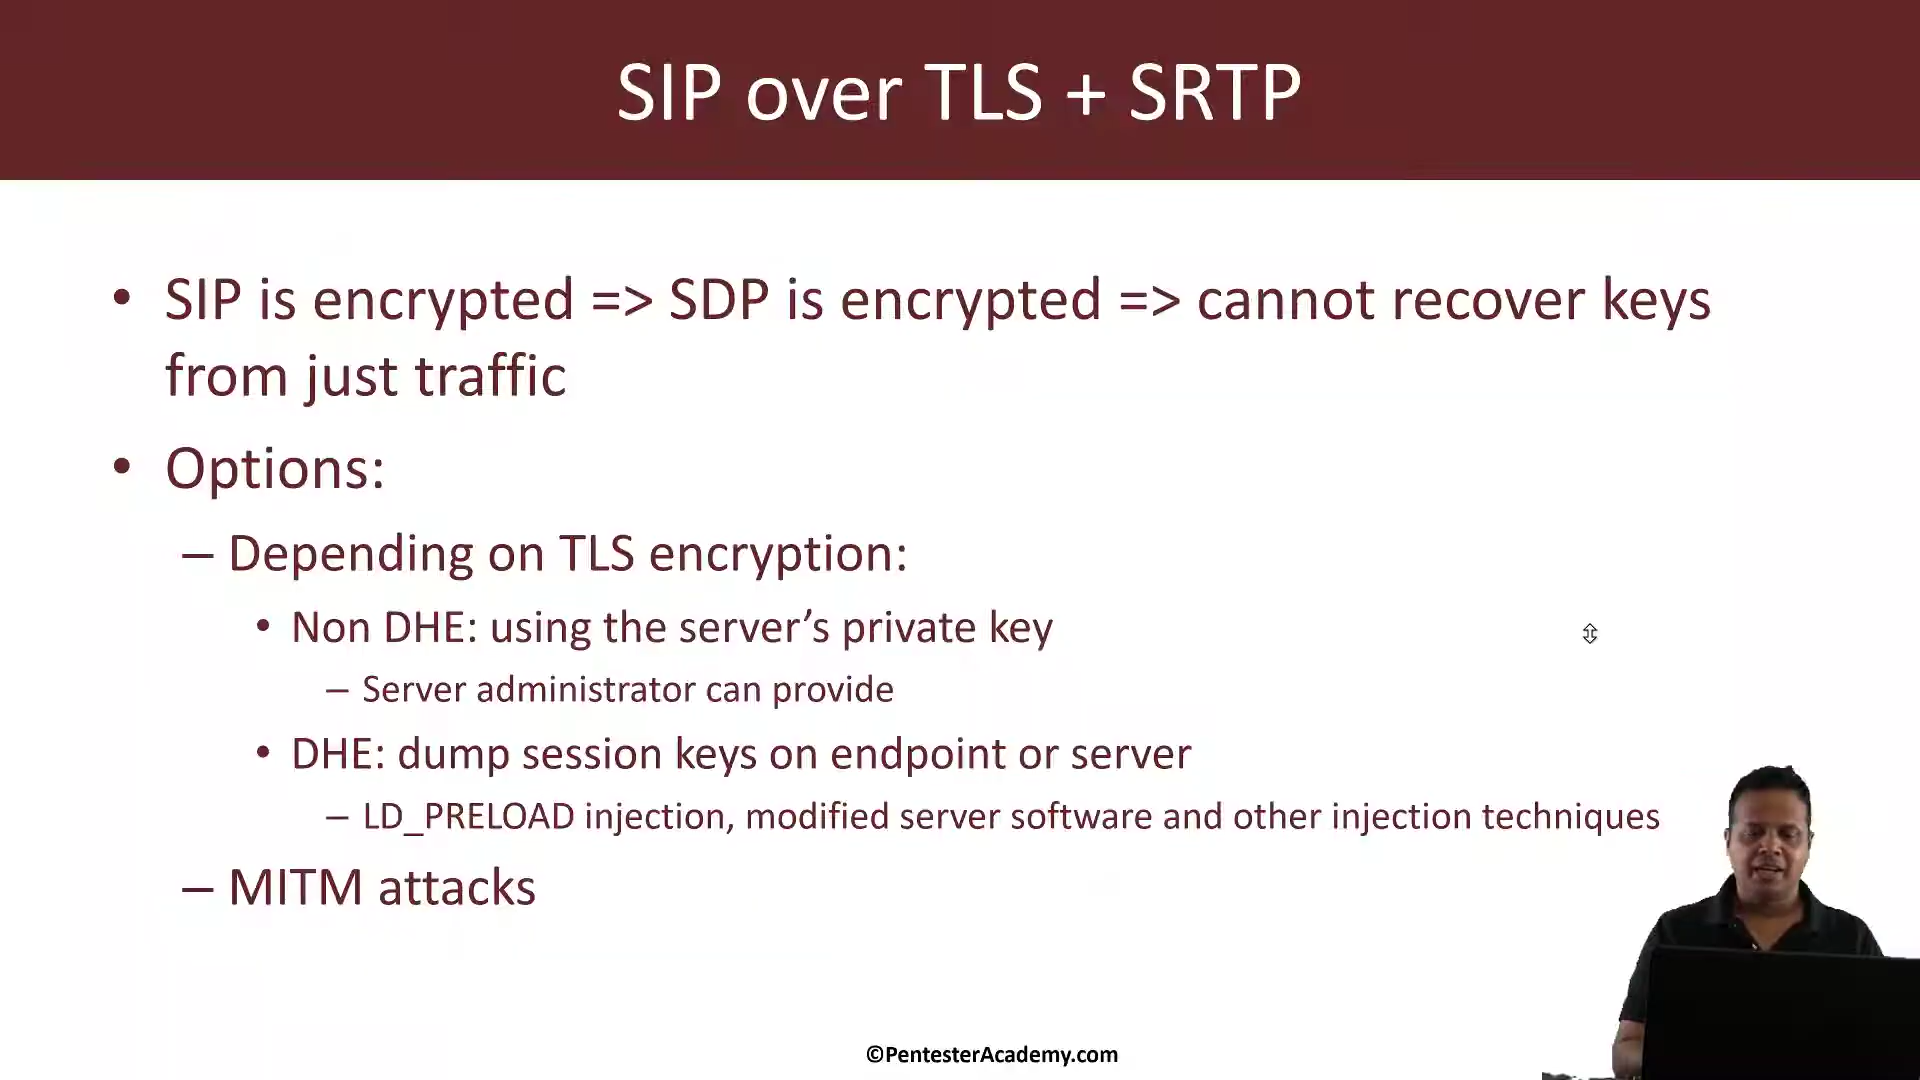 SIP over TLS + SRTP
• SIP is encrypted => SDP is encrypted => cannot recover keys
from just traffic
• Options:
– Depending on TLS encryption:
• Non DHE: using the server’s private key
– Server administrator can provide
• DHE: dump session keys on endpoint or server
– LD_PRELOAD injection, modified server software and other injection techniques
– MITM attacks
©PentesterAcademy.com